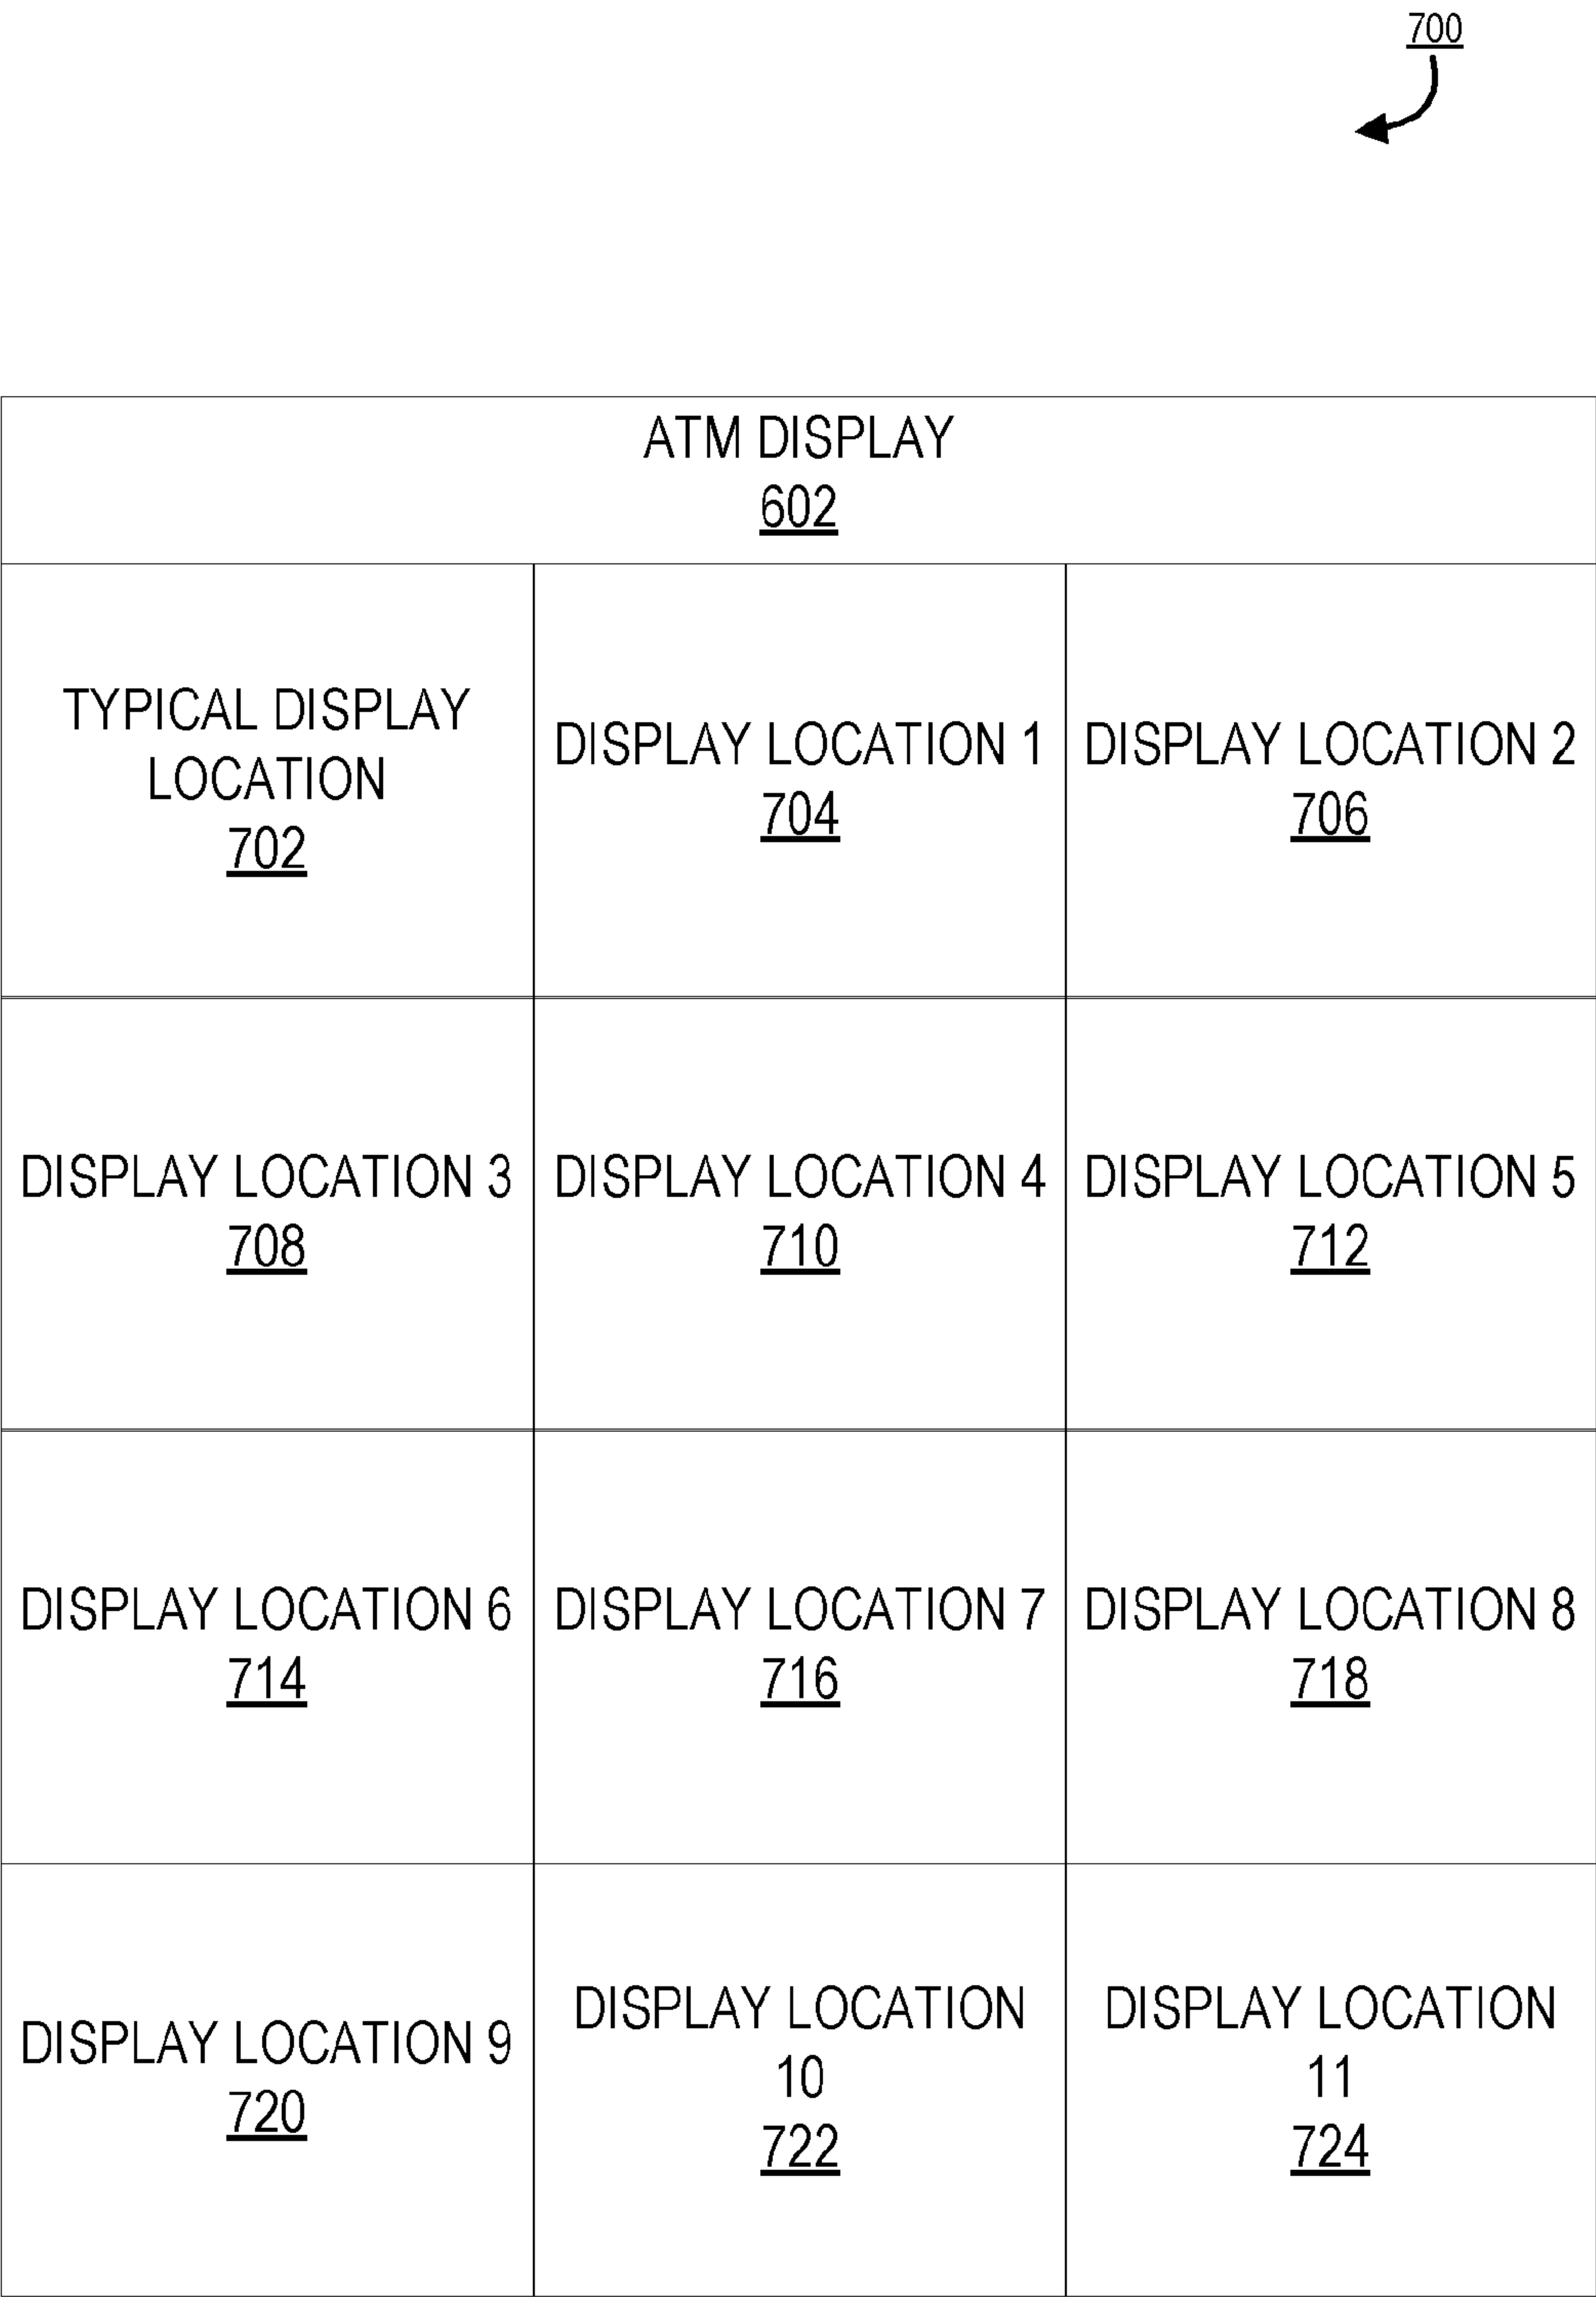 700
ATM DISPLAY
602
TYPICAL DISPLAY
LOCATION
702
DISPLAY LOCATION 1
704
DISPLAY LOCATION 2
706
DISPLAY LOCATION 3
708
DISPLAY LOCATION 4
710
DISPLAY LOCATION 5
712
DISPLAY LOCATION 6
714
DISPLAY LOCATION 7
716
DISPLAY LOCATION 8
718
DISPLAY LOCATION 9
720
DISPLAY LOCATION
10
722
DISPLAY LOCATION
11
724